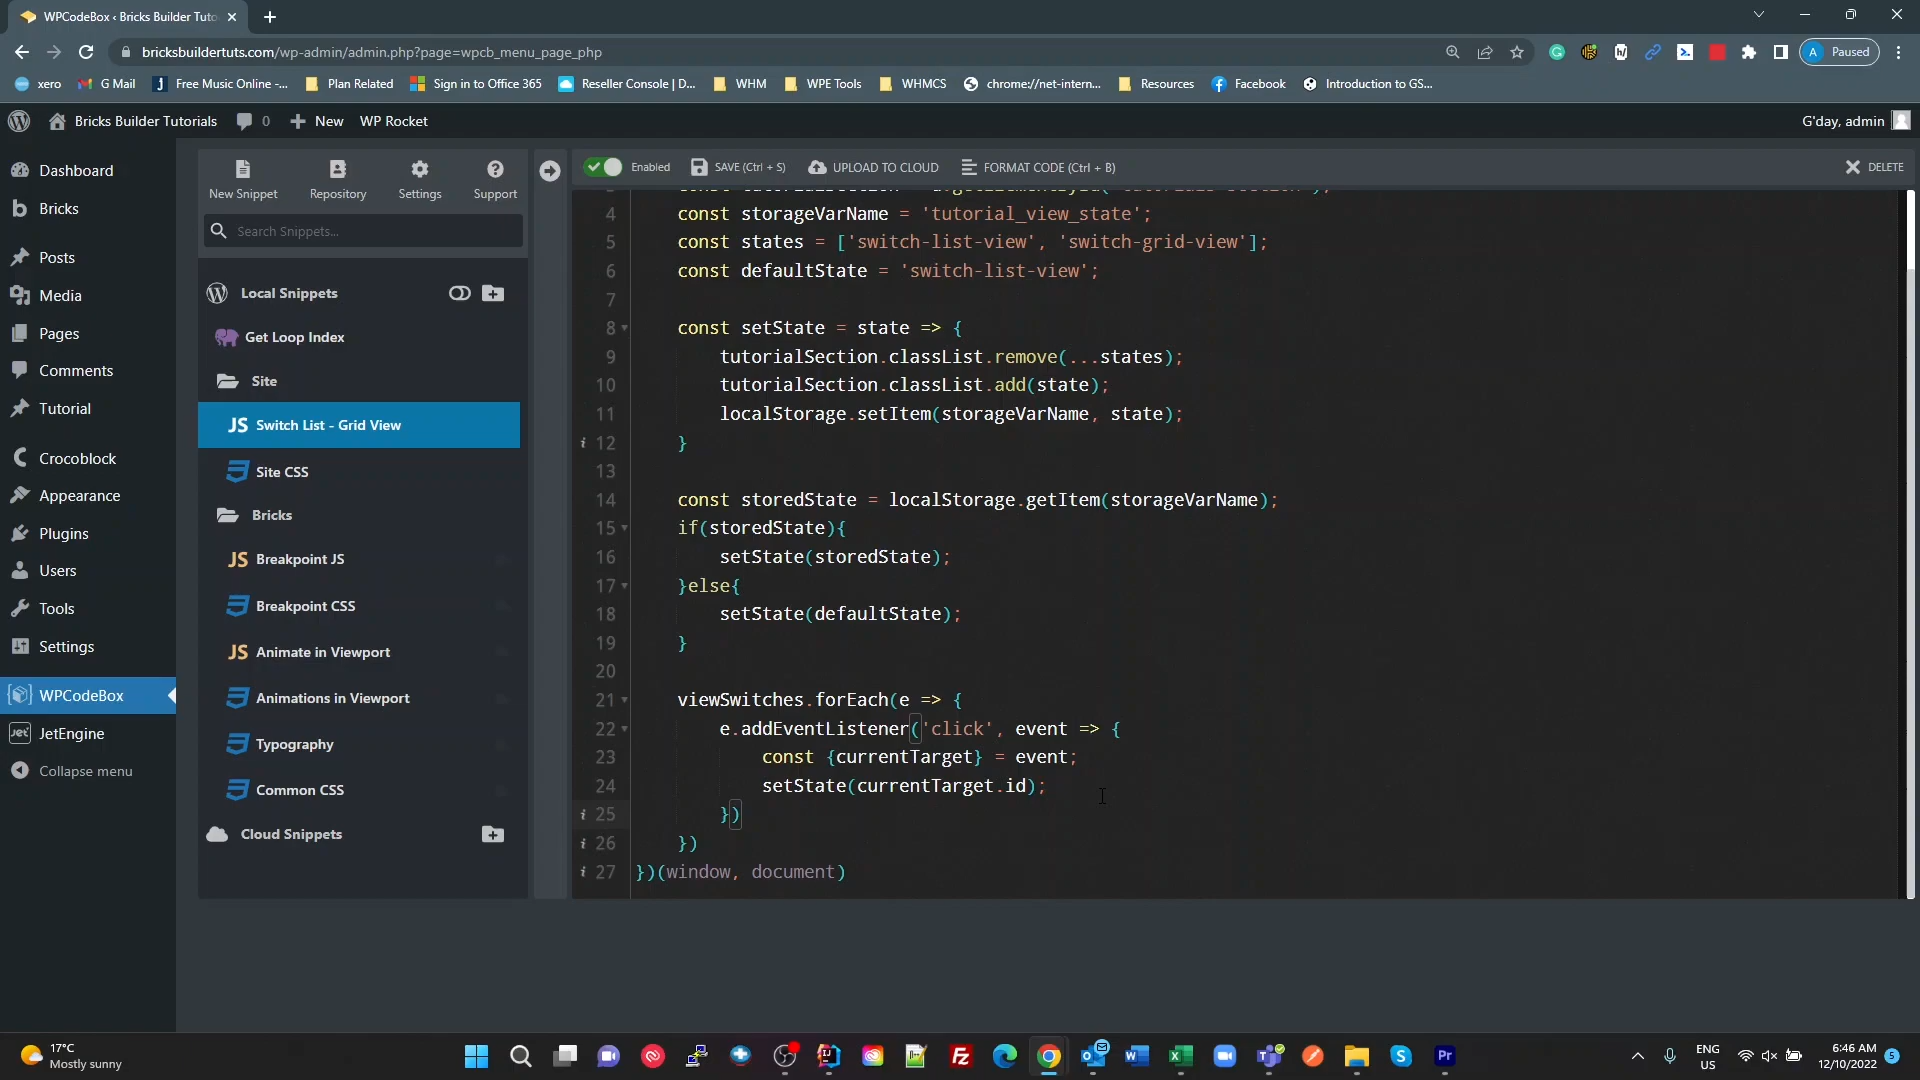 WPCodeBox ‹ Bricks Builder Tuto
bricksbuildertuts.com/wp-admin/admin.php?page=wpcb_menu_page_php
A Paused
xero
G Mail
Free Music Online -...
Plan Related
Sign in to Office 365
Reseller Console | D...
WHM
WPE Tools
WHMCS
chrome://net-intern...
Resources
Facebook
Introduction to GS...
Bricks Builder Tutorials
0
New
WP Rocket
G'day, admin
Dashboard
Bricks
Posts
Media
Pages
Comments
Tutorial
Crocoblock
Appearance
Plugins
Users
Tools
Settings
WPCodeBox
JetEngine
Collapse menu
New Snippet
Repository
Settings
Support
Search Snippets...
Local Snippets
Get Loop Index
Site
JS Switch List - Grid View
Site CSS
Bricks
JS Breakpoint JS
Breakpoint CSS
JS Animate in Viewport
Animations in Viewport
Typography
Common CSS
Cloud Snippets
Enabled
SAVE (Ctrl + S)
UPLOAD TO CLOUD
FORMAT CODE (Ctrl + B)
DELETE
4 const storageVarName = 'tutorial_view_state';
5 const states = ['switch-list-view', 'switch-grid-view'];
6 const defaultState = 'switch-list-view';
7
8 const setState = state => {
9 tutorialSection.classList.remove(...states);
10 tutorialSection.classList.add(state);
11 localStorage.setItem(storageVarName, state);
12 }
13
14 const storedState = localStorage.getItem(storageVarName);
15 if(storedState){
16 setState(storedState);
17 }else{
18 setState(defaultState);
19 }
20
21 viewSwitches.forEach(e => {
22 e.addEventListener('click', event => {
23 const {currentTarget} = event;
24 setState(currentTarget.id);
25 })
26 })
27 })(window, document)
17°C
Mostly sunny
ENG
US
6:46 AM
12/10/2022
5